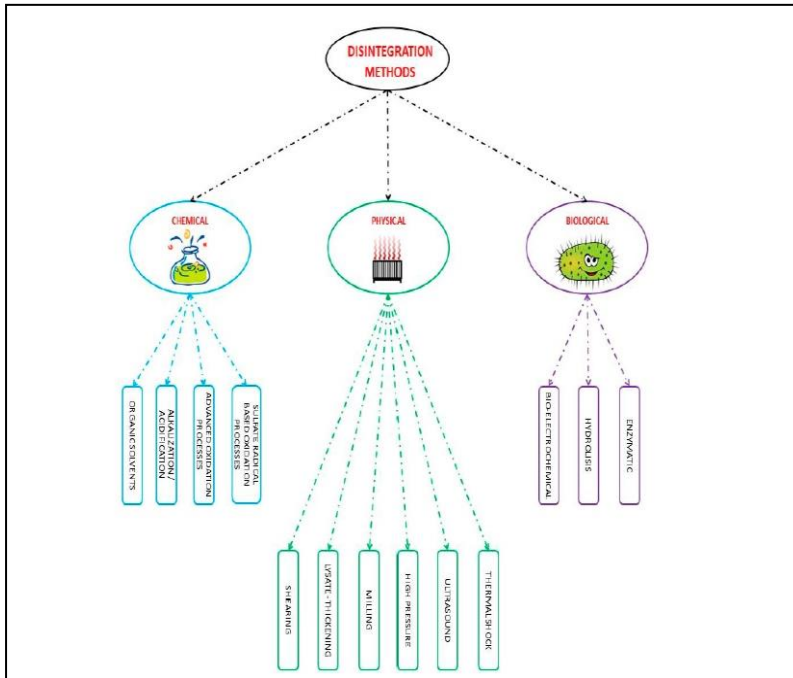 DISINTEGRATION
METHODS
CHEMICAL
PHYSICAL
BIOLOGICAL
ORGANIC SOLVENTS
ALKALIZATION/
ACIDIFICATION
ADVANCED OXIDATION
PROCESSES
SULFATE RADICAL
BASED OXIDATION
PROCESSES
BIO-ELECTROCHEMICAL
HYDROLISIS
ENZYMATIC
SHEARING
LYSATE - THICKENING
MILLING
HIGH PRESSURE
ULTRASOUND
THERMAL SHOCK